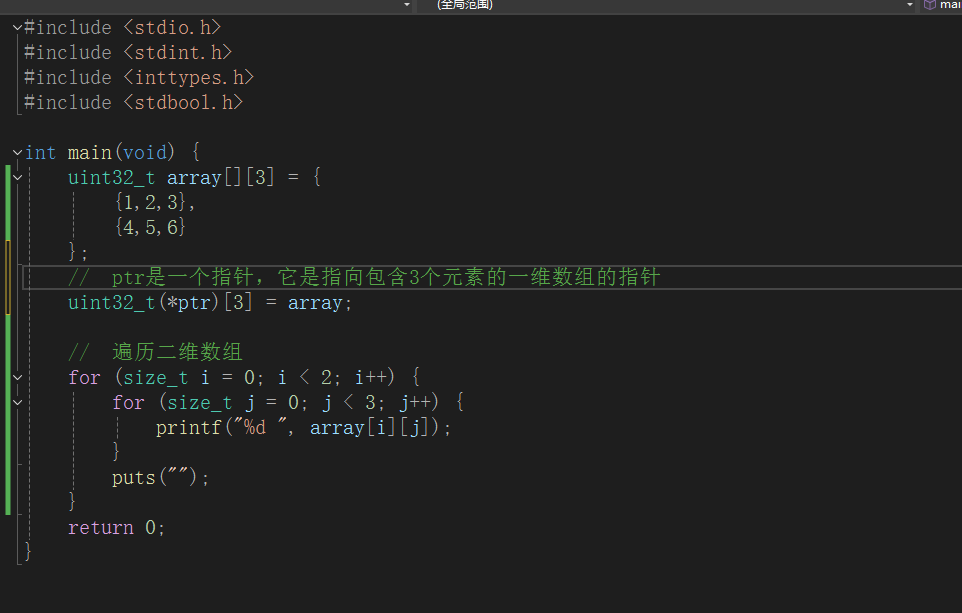 (全局范围)
mai
#include <stdio.h>
#include <stdint.h>
#include <inttypes.h>
#include <stdbool.h>
int main(void) {
    uint32_t array[][3] = {
        {1,2,3},
        {4,5,6}
    };
    //  ptr是一个指针，它是指向包含3个元素的一维数组的指针
    uint32_t(*ptr)[3] = array;
    //  遍历二维数组
    for (size_t i = 0; i < 2; i++) {
        for (size_t j = 0; j < 3; j++) {
            printf("%d ", array[i][j]);
        }
        puts("");
    }
    return 0;
}